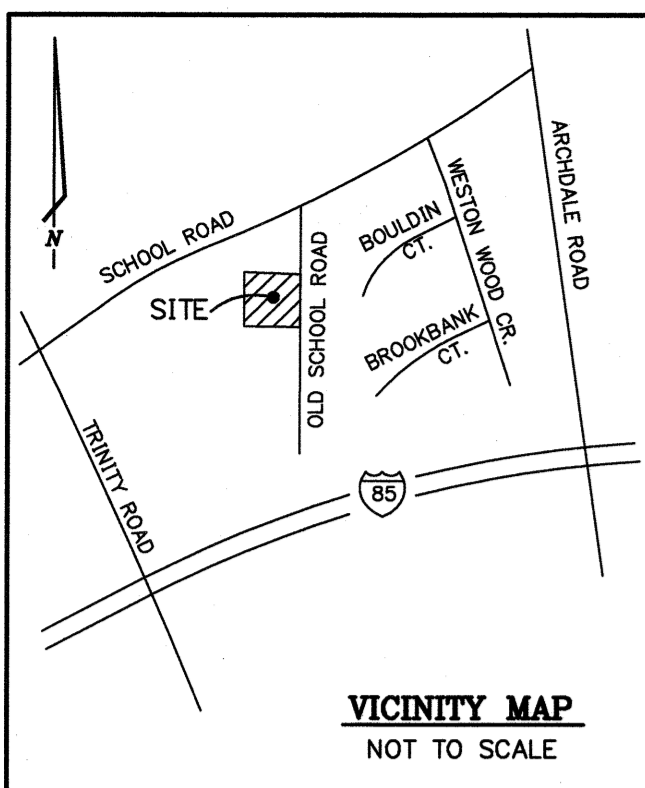 N
SCHOOL ROAD
SITE
OLD SCHOOL ROAD
BOULDIN
CT.
BROOKBANK
CT.
WESTON WOOD CR.
ARCHDALE ROAD
TRINITY ROAD
85
VICINITY MAP
NOT TO SCALE